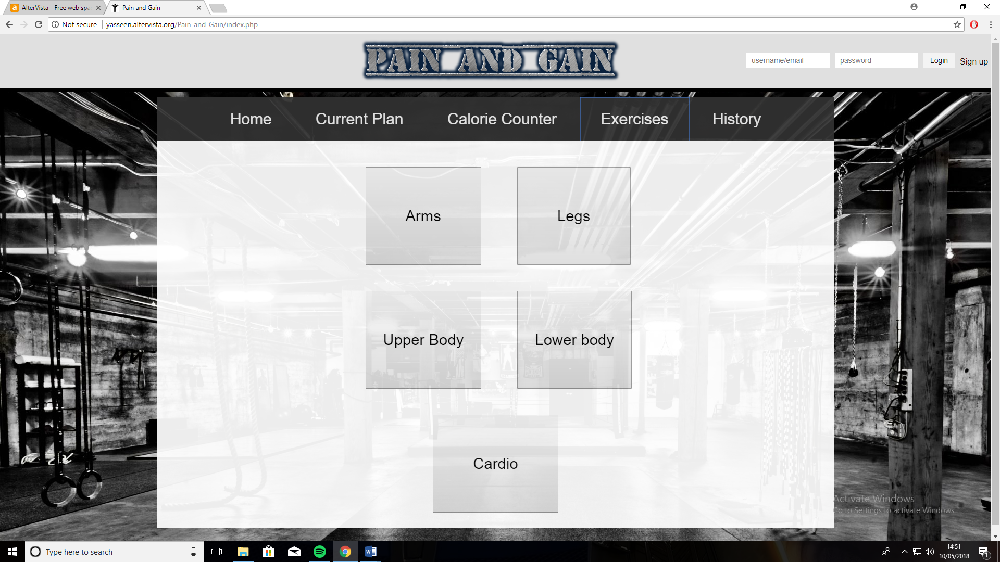 AlterVista - Free web spa
Pain and Gain
Not secure
yasseen.altervista.org/Pain-and-Gain/index.php
PAIN AND GAIN
username/email
password
Login
Sign up
Home
Current Plan
Calorie Counter
Exercises
History
Arms
Legs
Upper Body
Lower body
Cardio
Activate Windows
Go to Settings to activate Windows.
Type here to search
14:51
10/05/2018
1